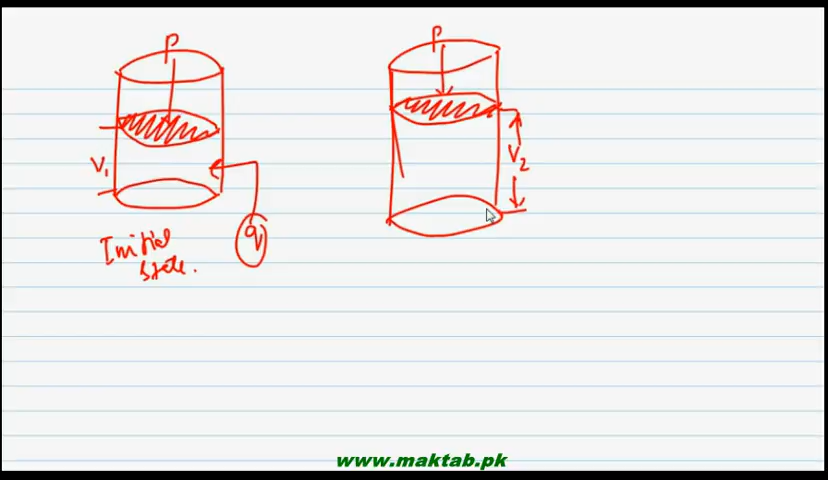 P
P
V1
V2
q
Initial
state.
www.maktab.pk